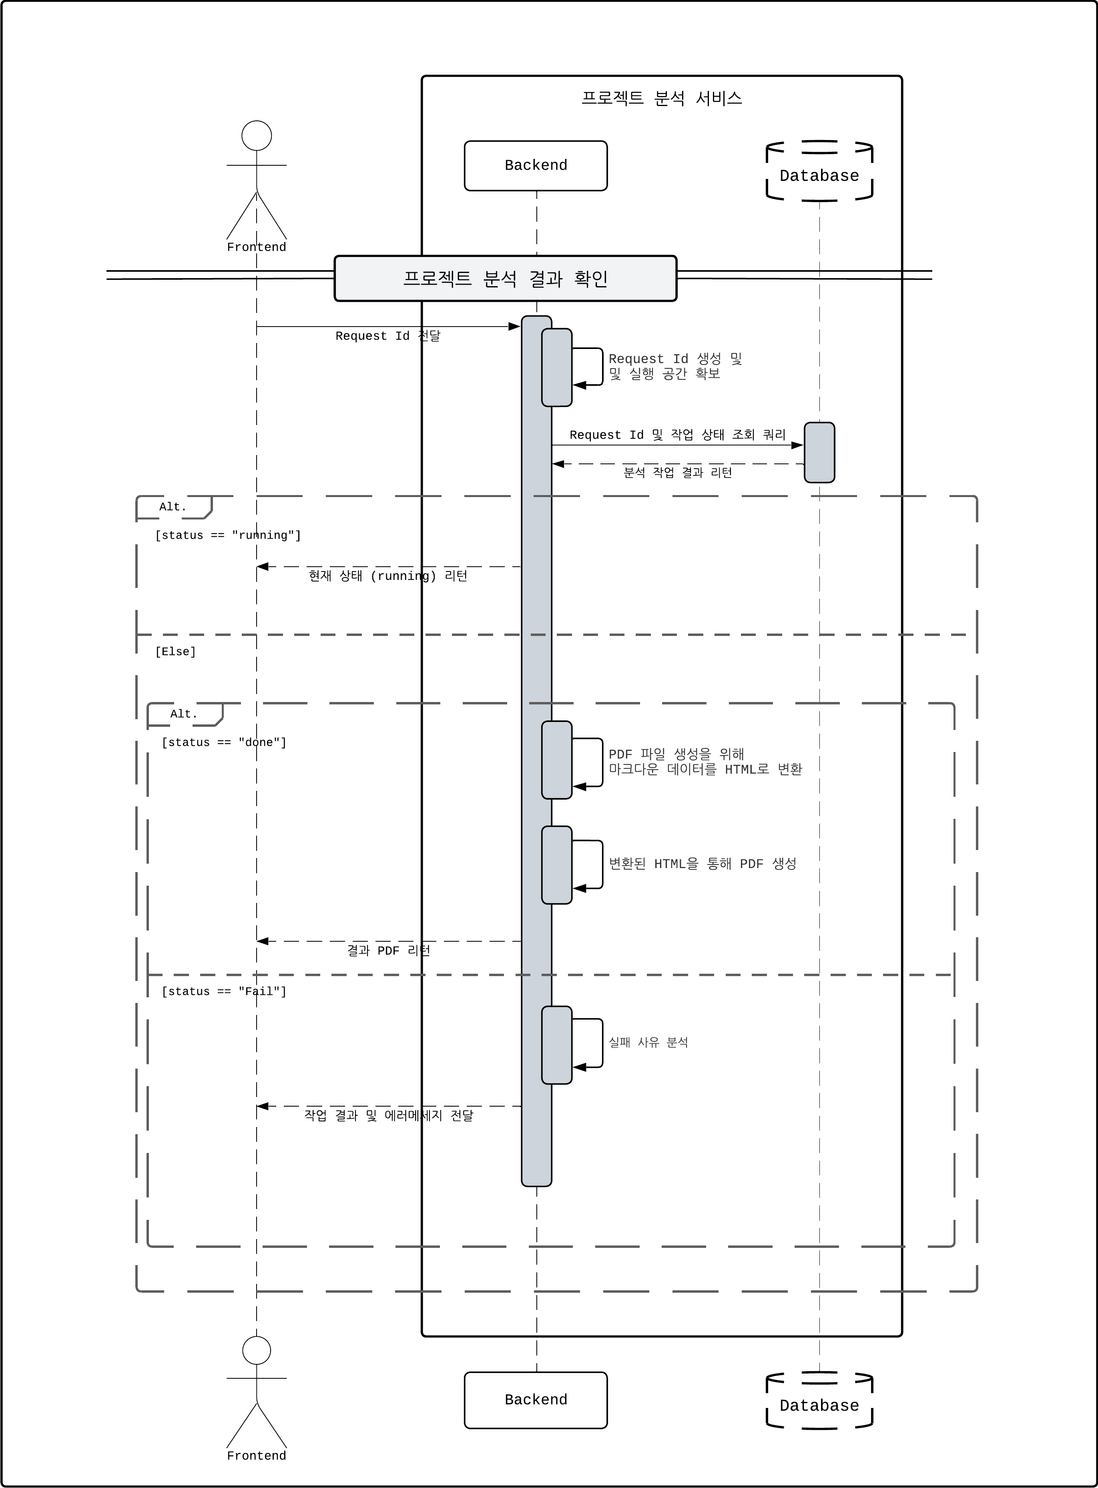 프로젝트 분석 서비스
Backend
Database
Frontend
프로젝트 분석 결과 확인
Request Id 전달
Request Id 생성 및
및 실행 공간 확보
Request Id 및 작업 상태 조회 쿼리
분석 작업 결과 리턴
Alt.
[status == "running"]
현재 상태 (running) 리턴
[Else]
Alt.
[status == "done"]
PDF 파일 생성을 위해
마크다운 데이터를 HTML로 변환
변환된 HTML을 통해 PDF 생성
결과 PDF 리턴
[status == "Fail"]
실패 사유 분석
작업 결과 및 에러메세지 전달
Backend
Database
Frontend